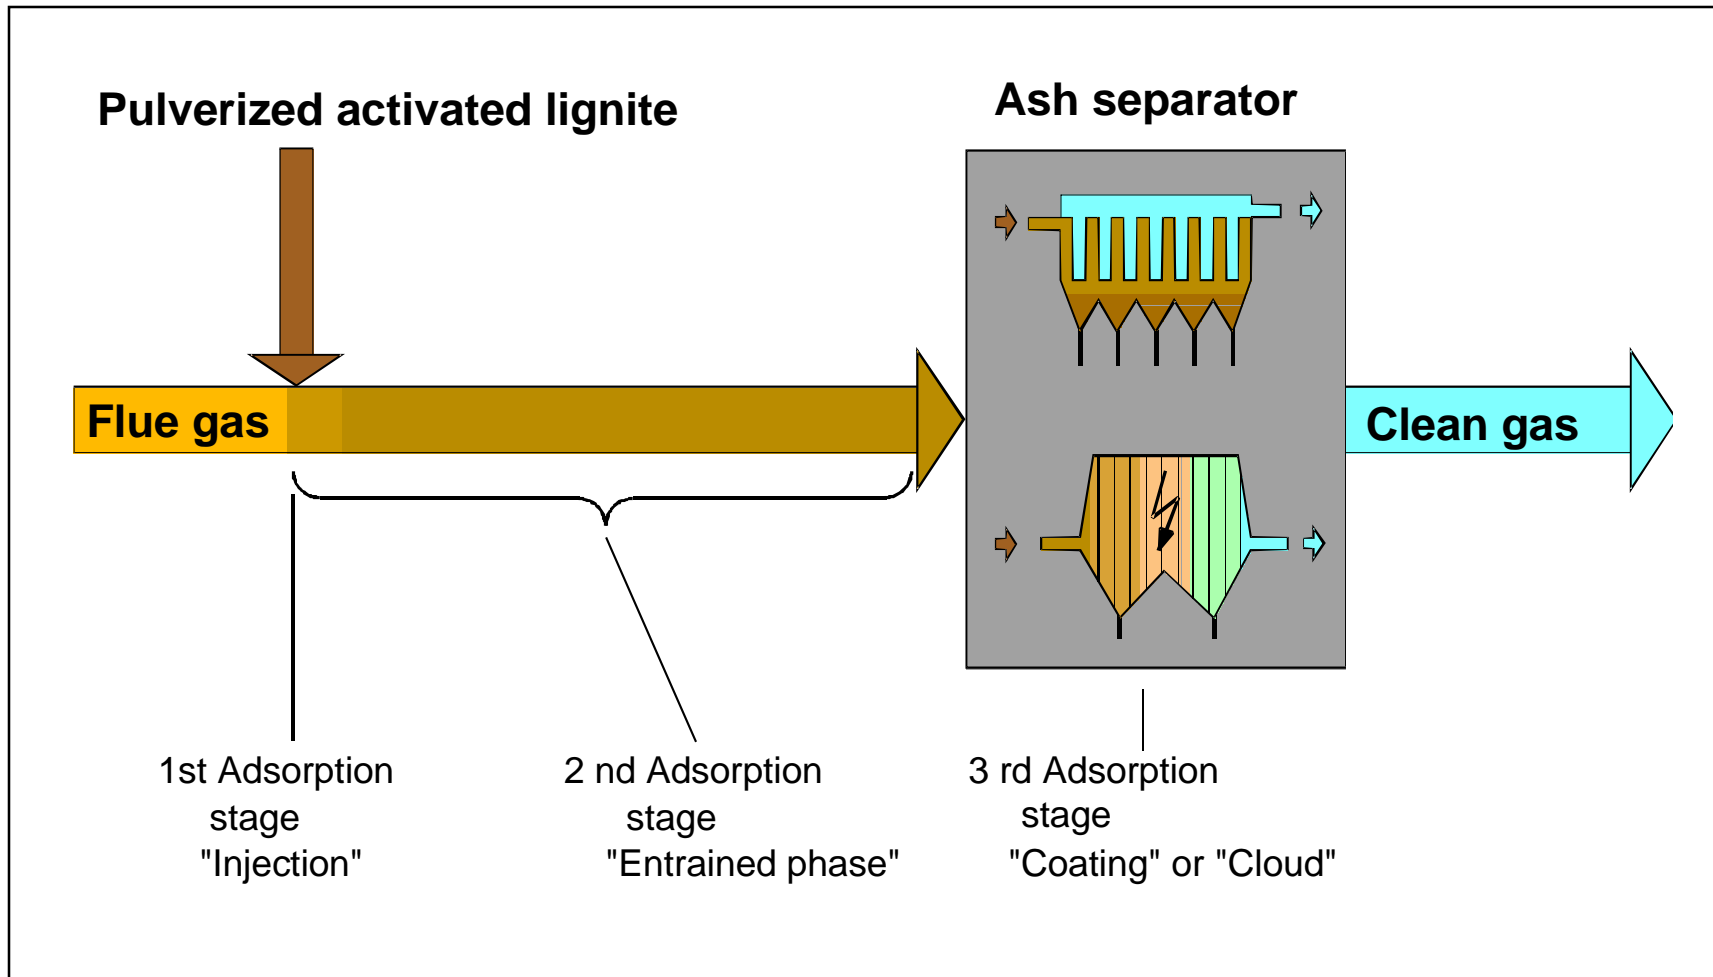 Pulverized activated lignite
Ash separator
Flue gas
Clean gas
1st Adsorption
stage
"Injection"
2 nd Adsorption
stage
"Entrained phase"
3 rd Adsorption
stage
"Coating" or "Cloud"